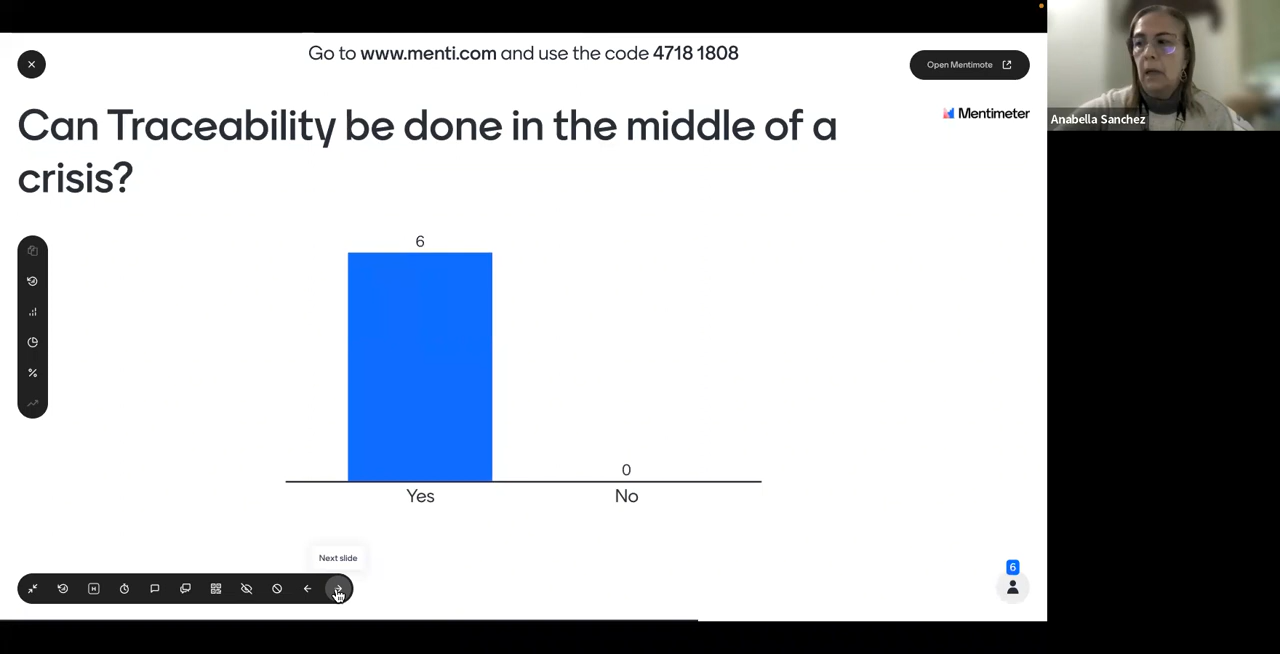 Go to www.menti.com and use the code 4718 1808
Open Mentimote
Mentimeter
Anabella Sanchez
Can Traceability be done in the middle of a
crisis?
6
0
Yes
No
Next slide
H
6